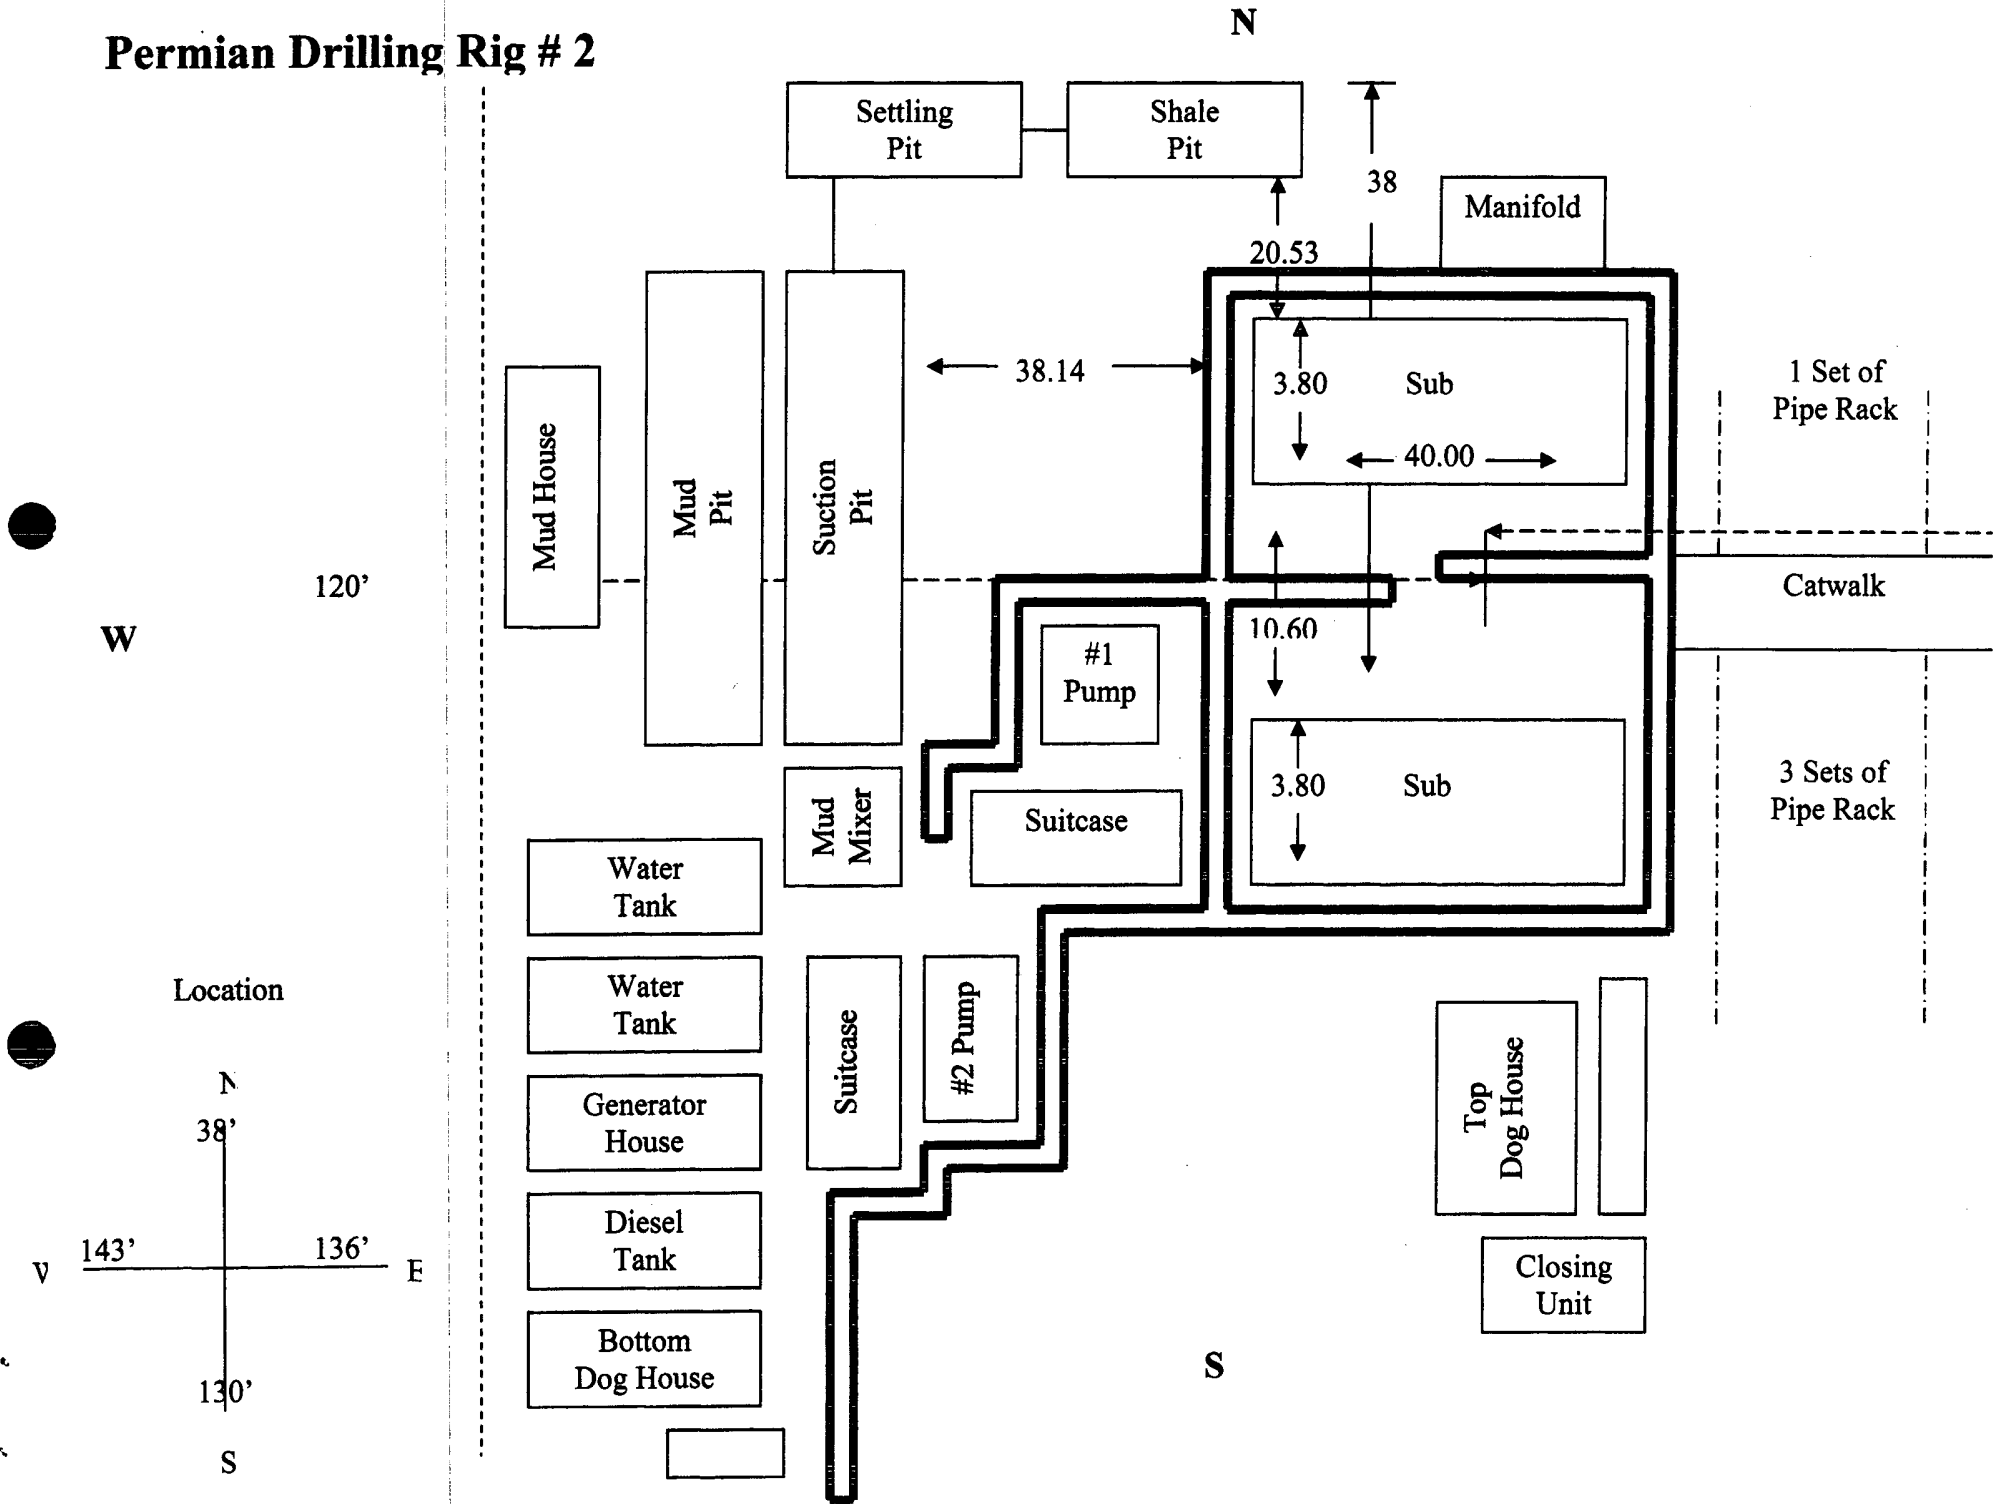 N
Permian Drilling Rig # 2
Settling
Pit
Shale
Pit
38
Manifold
20.53
38.14
3.80
Sub
40.00
1 Set of
Pipe Rack
Mud House
Mud
Pit
Suction
Pit
120’
W
Catwalk
10.60
#1
Pump
3.80
Sub
3 Sets of
Pipe Rack
Mud
Mixer
Suitcase
Water
Tank
Location
Water
Tank
Suitcase
#2 Pump
Top
Dog House
N
38’
Generator
House
143’
136’
E
Diesel
Tank
Closing
Unit
Bottom
Dog House
S
130’
S